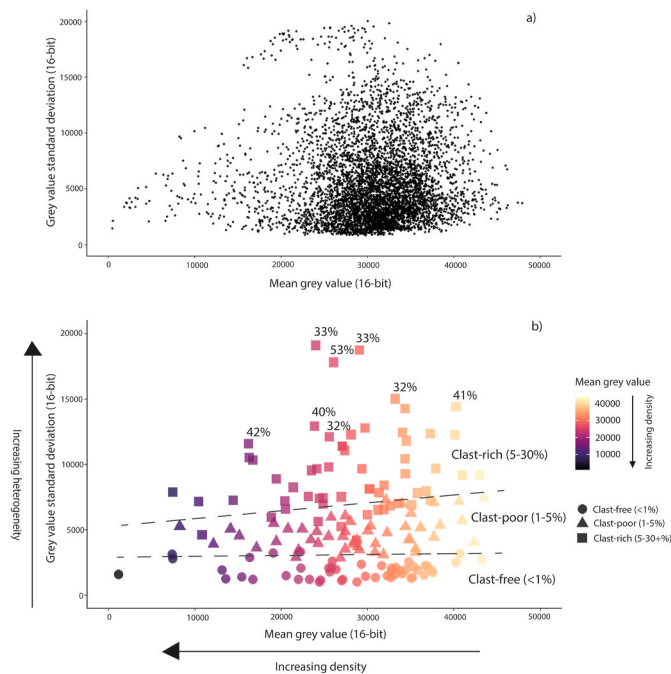 a)
Grey value standard deviation (16-bit)
20000
15000
10000
5000
0
0 10000 20000 30000 40000 50000
Mean grey value (16-bit)
b)
Increasing heterogeneity
Grey value standard deviation (16-bit)
20000
15000
10000
5000
0
33%
33%
53%
32%
41%
40%
42%
32%
Clast-rich (5-30%)
Clast-poor (1-5%)
Clast-free (<1%)
0 10000 20000 30000 40000 50000
Mean grey value (16-bit)
Increasing density
Mean grey value
40000
30000
20000
10000
Increasing density
Clast-free (<1%)
Clast-poor (1-5%)
Clast-rich (5-30+%)